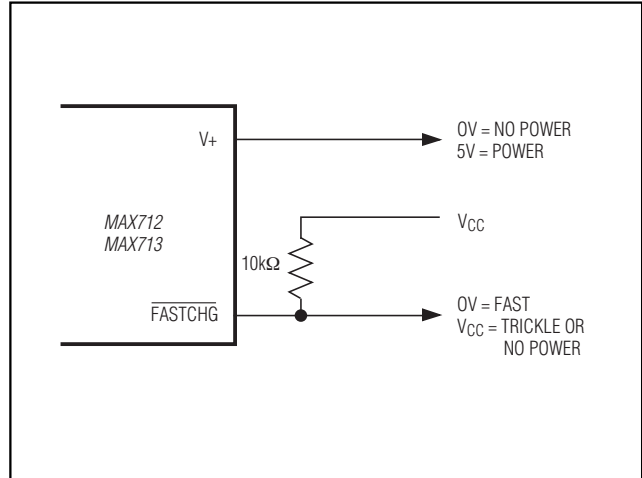 V+
0V = NO POWER
5V = POWER
MAX712
MAX713
VCC
10kΩ
FASTCHG
0V = FAST
VCC = TRICKLE OR
NO POWER